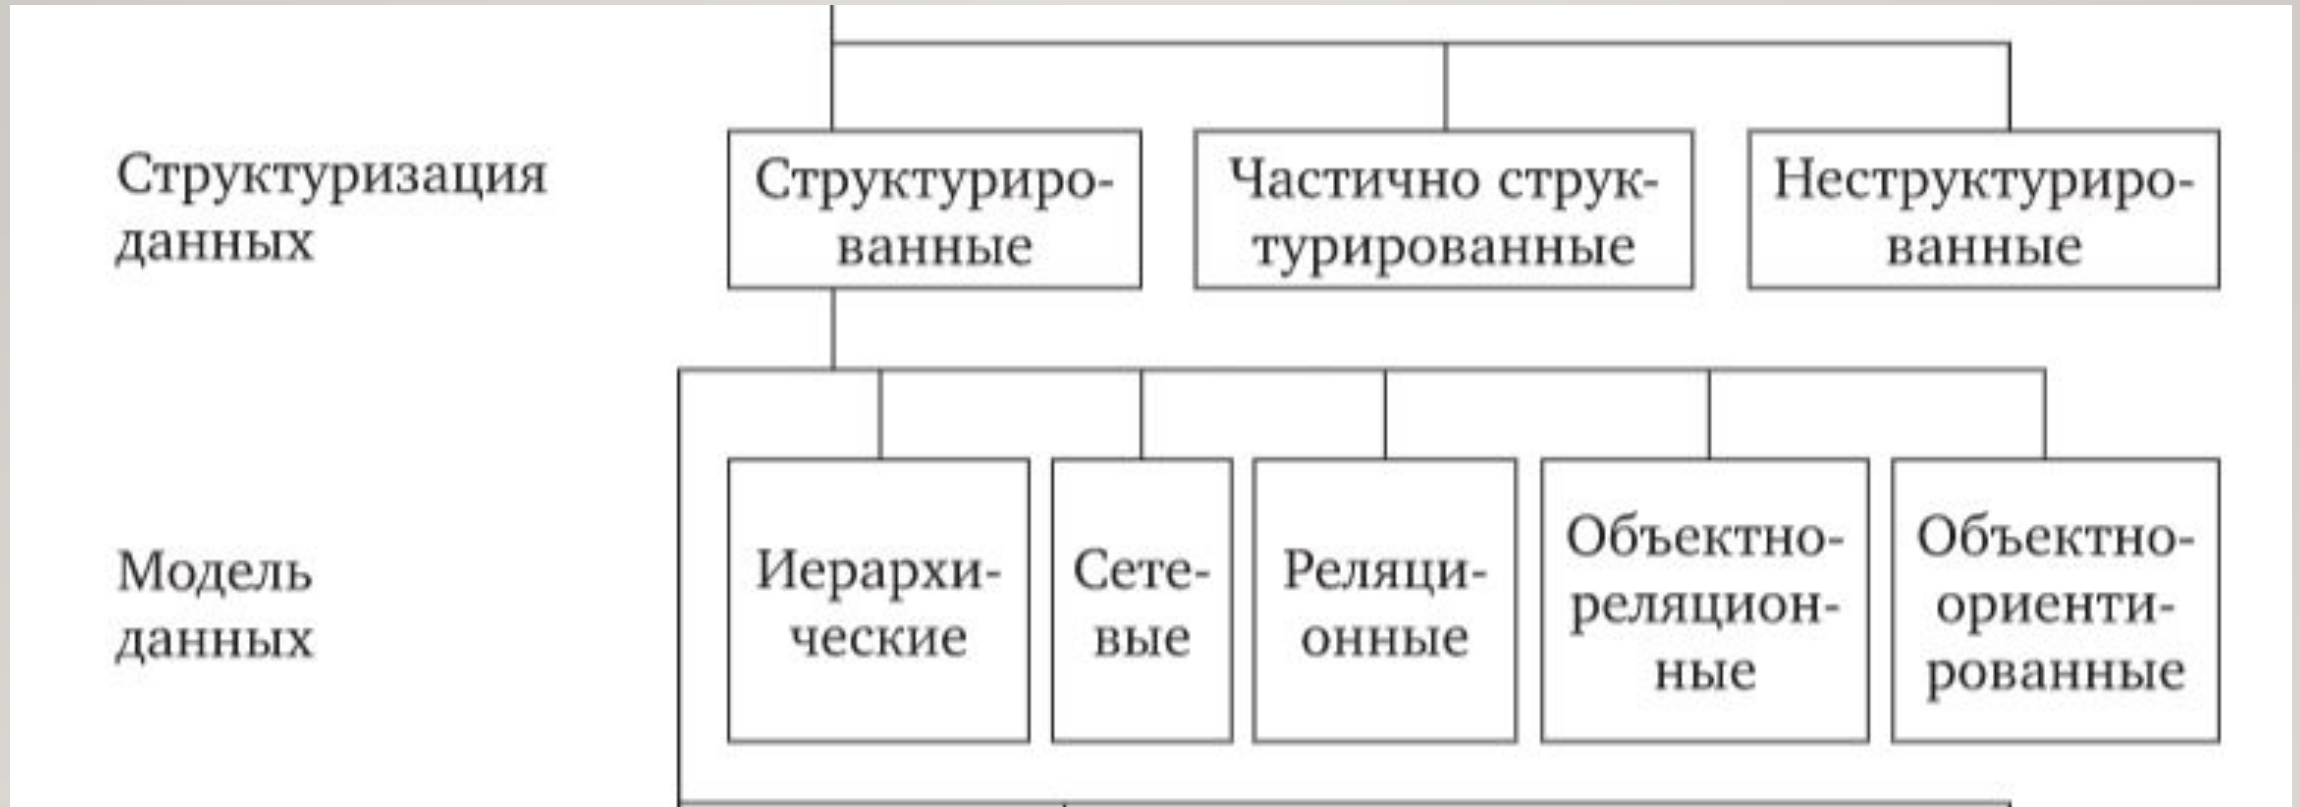 Структуризация
данных
Структуриро-
ванные
Частично струк-
турированные
Неструктуриро-
ванные
Модель
данных
Иерархи-
ческие
Сете-
вые
Реляци-
онные
Объектно-
реляцион-
ные
Объектно-
ориенти-
рованные